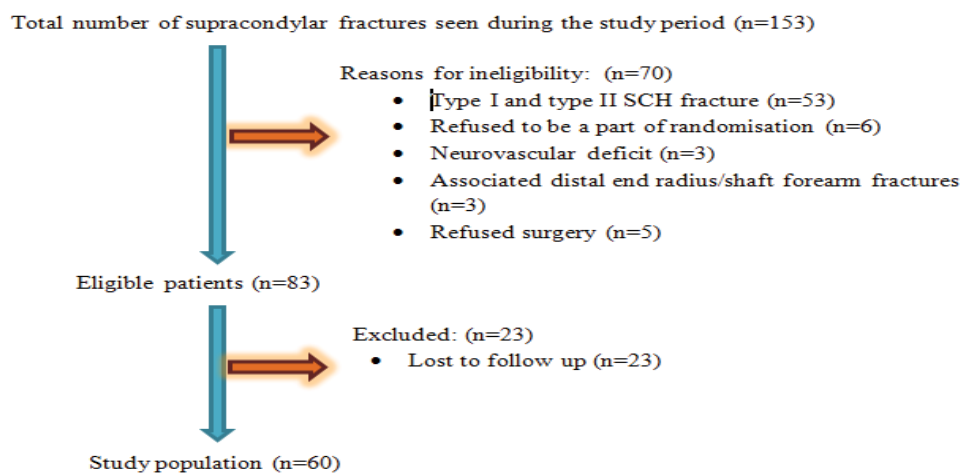 Total number of supracondylar fractures seen during the study period (n=153)
Reasons for ineligibility: (n=70)
• Type I and type II SCH fracture (n=53)
• Refused to be a part of randomisation (n=6)
• Neurovascular deficit (n=3)
• Associated distal end radius/shaft forearm fractures
(n=3)
• Refused surgery (n=5)
Eligible patients (n=83)
Excluded: (n=23)
• Lost to follow up (n=23)
Study population (n=60)